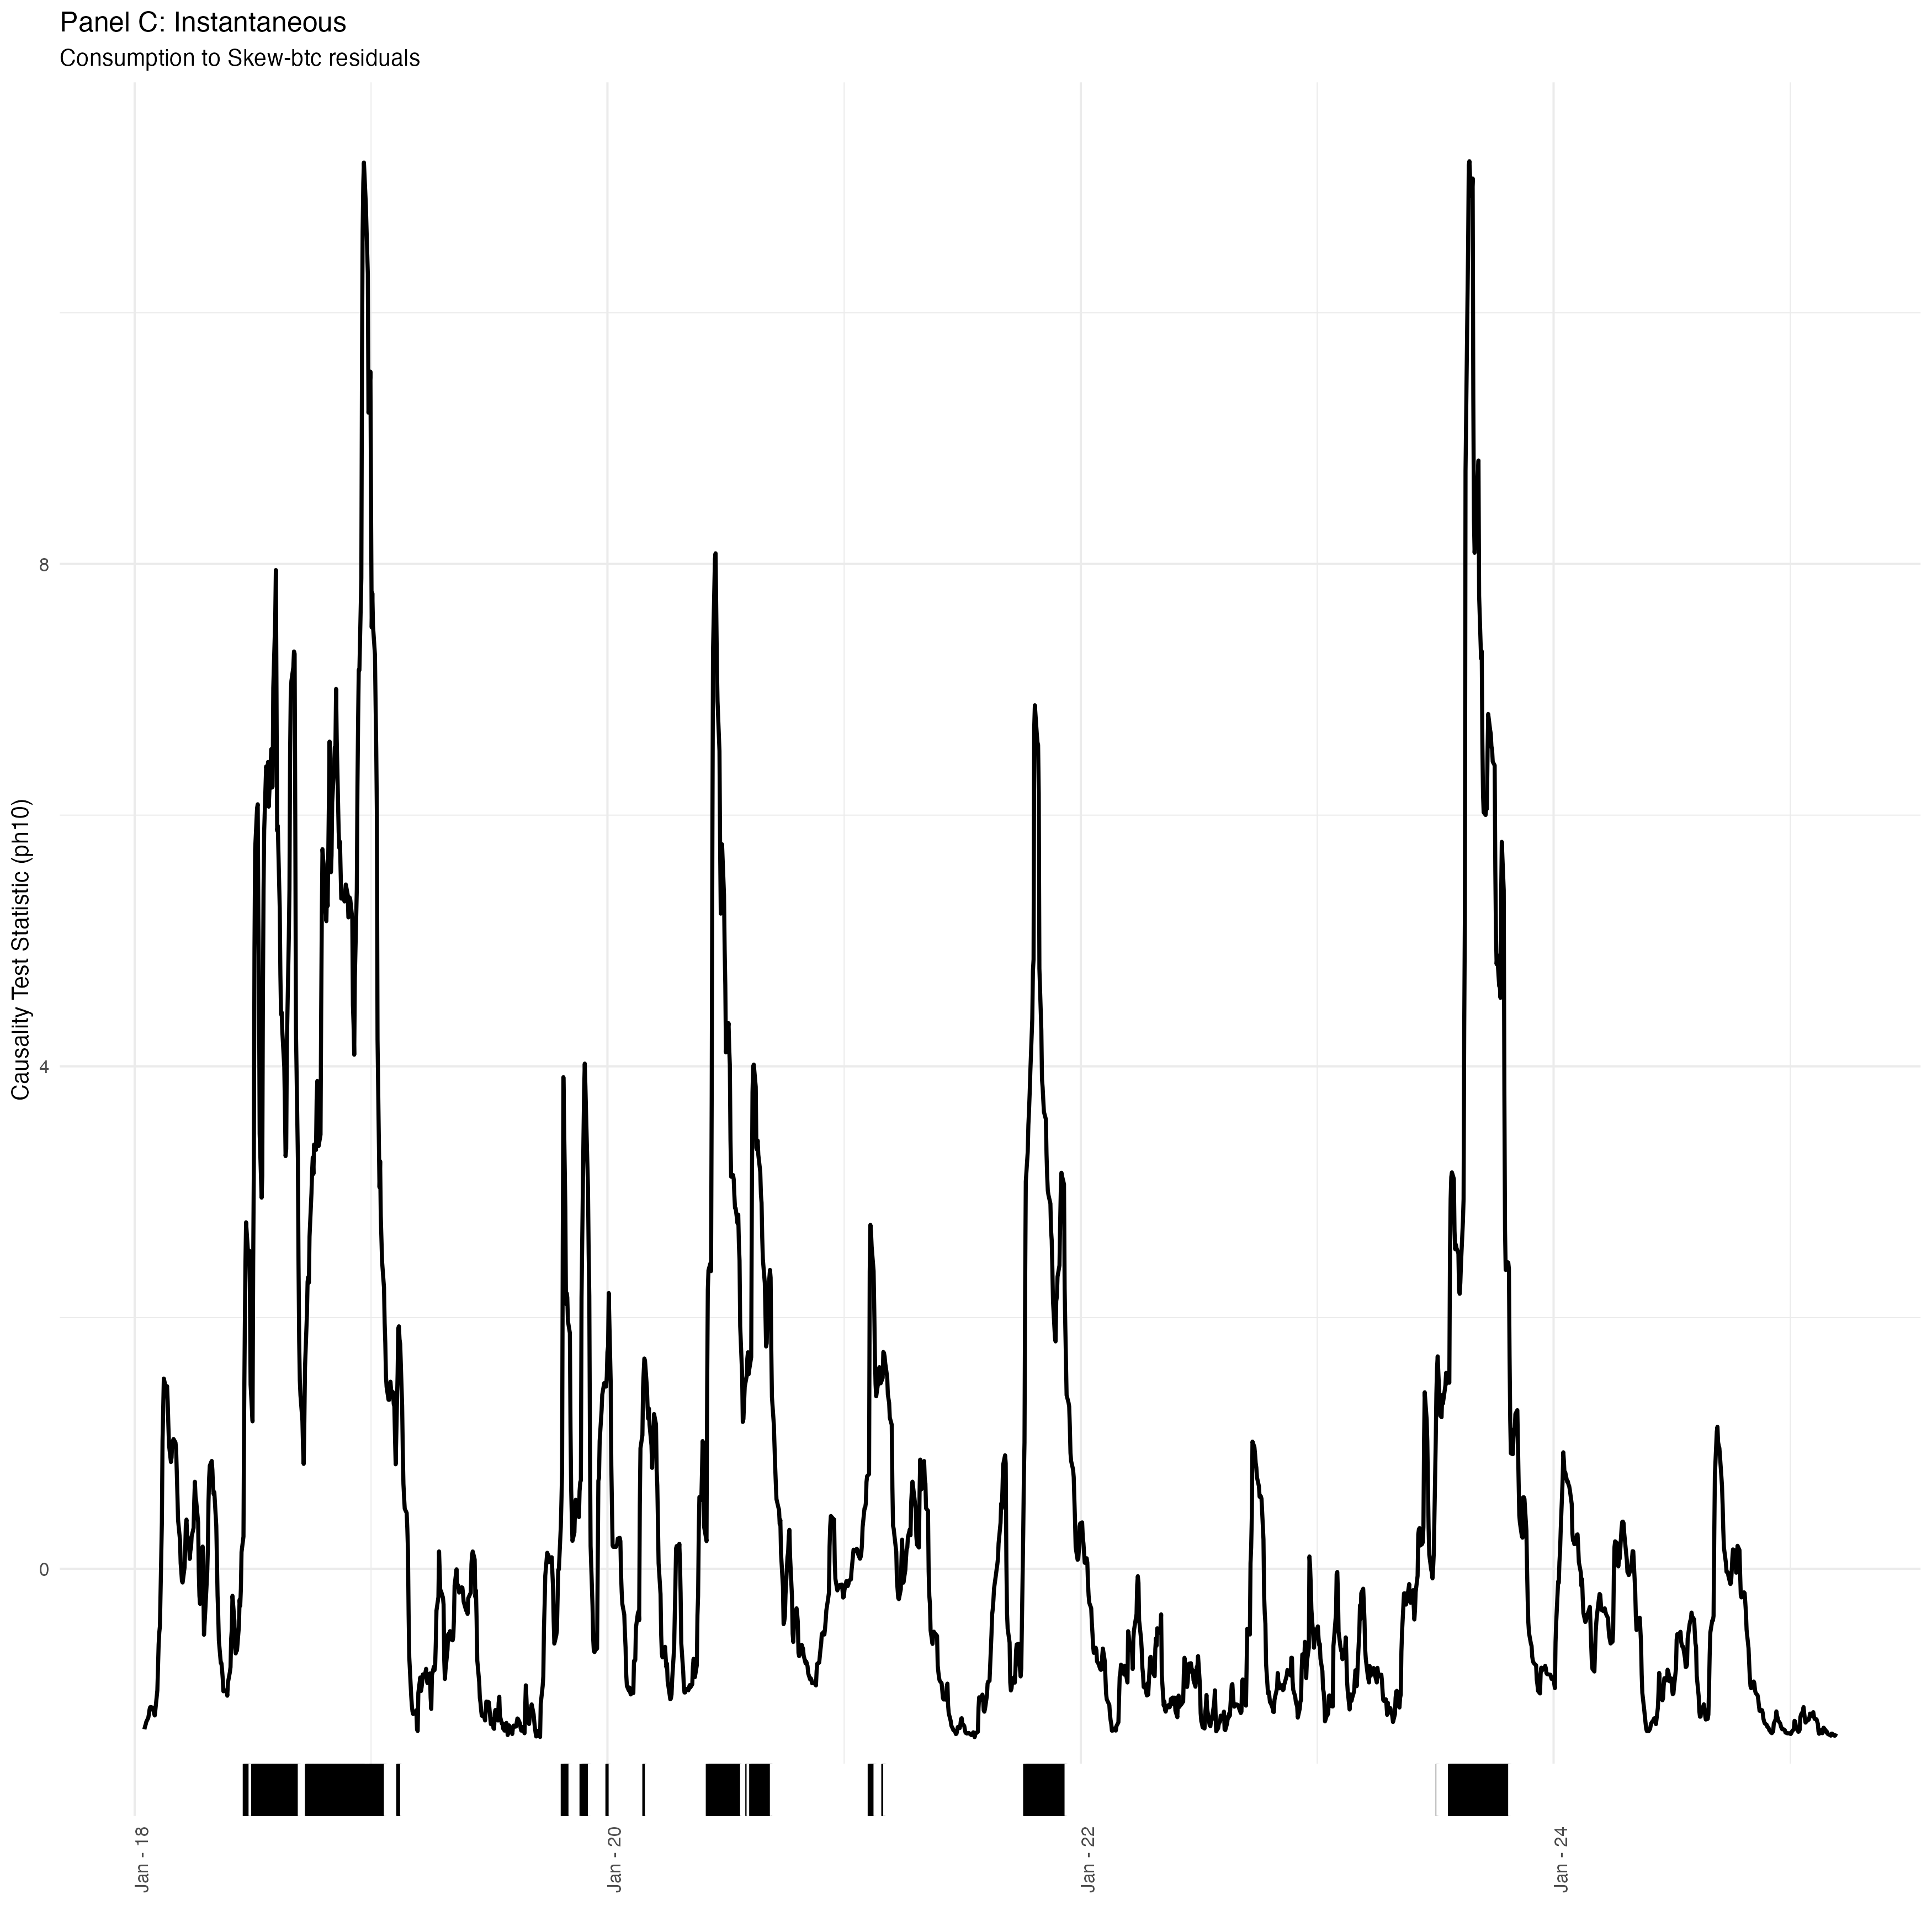 Panel C: Instantaneous
Consumption to Skew-btc residuals
Causality Test Statistic (ph10)
8
4
0
Jan - 18
Jan - 20
Jan - 22
Jan - 24